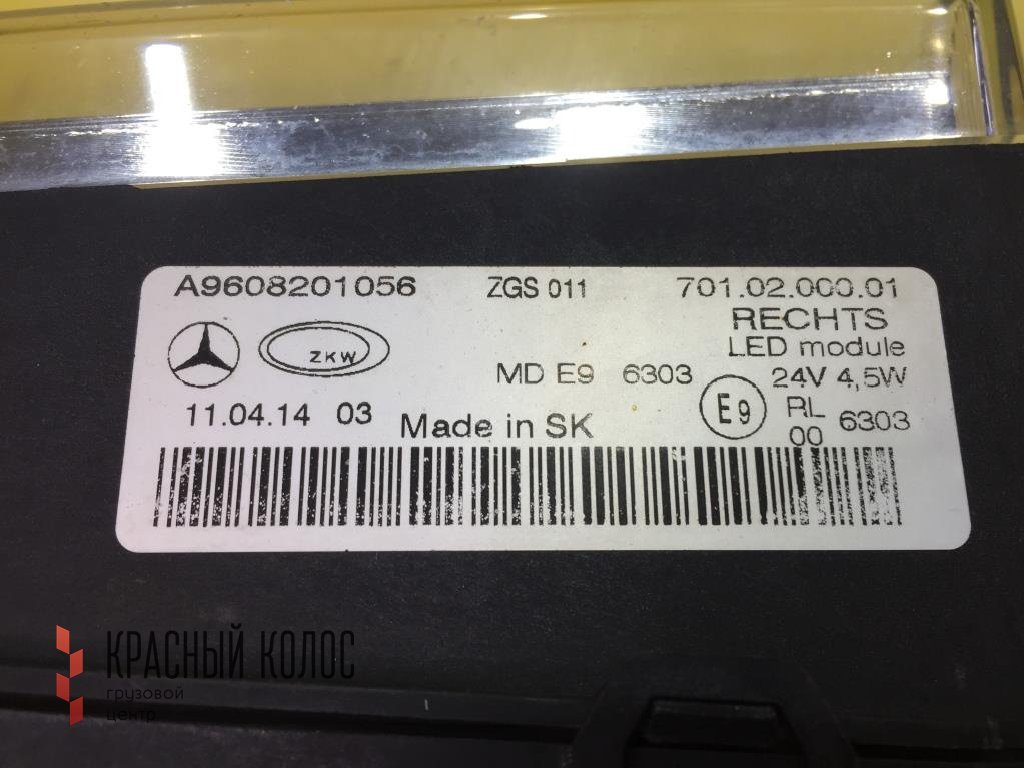 A9608201056 ZGS 011 701.02.000.01
RECHTS
LED module
ZKW
MD E9 6303 24V 4,5W
E9 RL 6303
00
11.04.14 03 Made in SK
КРАСНЫЙ КОЛОС
грузовой
центр